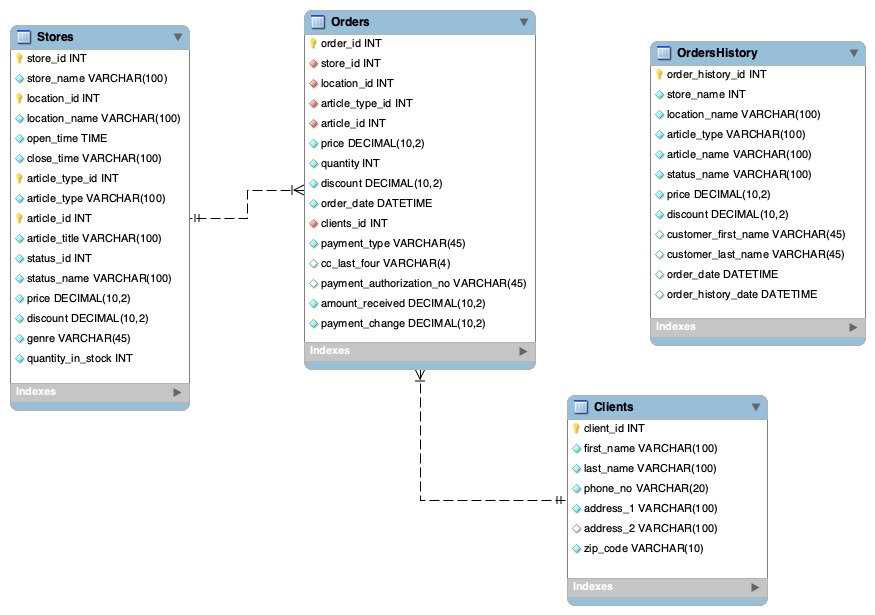 Stores
store_id INT
store_name VARCHAR(100)
location_id INT
location_name VARCHAR(100)
open_time TIME
close_time VARCHAR(100)
article_type_id INT
article_type VARCHAR(100)
article_id INT
article_title VARCHAR(100)
status_id INT
status_name VARCHAR(100)
price DECIMAL(10,2)
discount DECIMAL(10,2)
genre VARCHAR(45)
quantity_in_stock INT
Indexes
Orders
order_id INT
store_id INT
location_id INT
article_type_id INT
article_id INT
price DECIMAL(10,2)
quantity INT
discount DECIMAL(10,2)
order_date DATETIME
clients_id INT
payment_type VARCHAR(45)
cc_last_four VARCHAR(4)
payment_authorization_no VARCHAR(45)
amount_received DECIMAL(10,2)
payment_change DECIMAL(10,2)
Indexes
OrdersHistory
order_history_id INT
store_name INT
location_name VARCHAR(100)
article_type VARCHAR(100)
article_name VARCHAR(100)
status_name VARCHAR(100)
price DECIMAL(10,2)
discount DECIMAL(10,2)
customer_first_name VARCHAR(45)
customer_last_name VARCHAR(45)
order_date DATETIME
order_history_date DATETIME
Indexes
Clients
client_id INT
first_name VARCHAR(100)
last_name VARCHAR(100)
phone_no VARCHAR(20)
address_1 VARCHAR(100)
address_2 VARCHAR(100)
zip_code VARCHAR(10)
Indexes